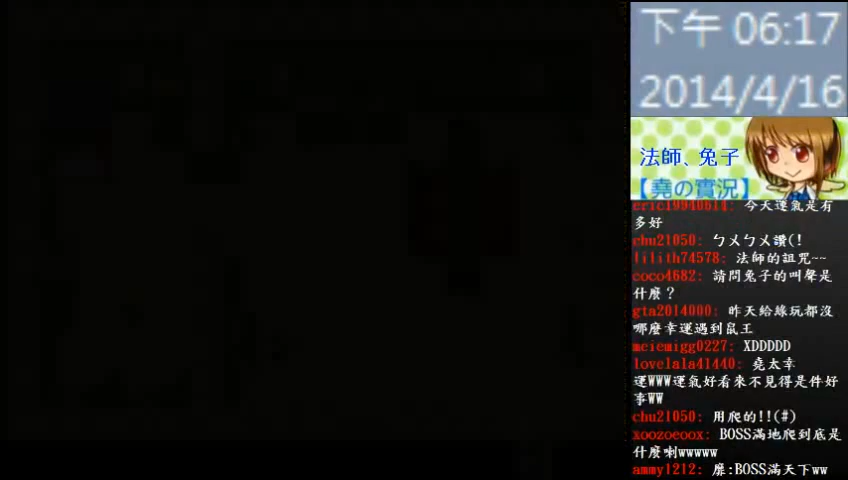 下午 06:17
2014/4/16
法師、兔子
【堯の實況】
eric19940614: 今天運氣是有
多好
chu21050: ㄅㄨㄅㄨ讚(!
lilith74578: 法師的詛咒~~
coco4682: 請問兔子的叫聲是
什麼？
gta2014000: 昨天給線玩都沒
哪麼幸運遇到鼠王
meiemigg0227: XDDDDD
lovelala41440: 堯太幸
運WWW運氣好看來不見得是件好
事WW
chu21050: 用爬的!!(#)
xoozoeoox: BOSS滿地爬到底是
什麼喇wwwww
ammy1212: 靡:BOSS滿天下ww